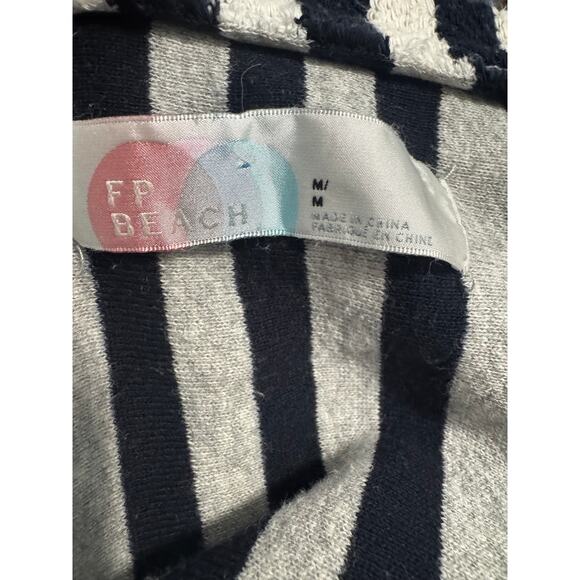 FP
BEACH
M/
M
MADE IN CHINA
FABRIQUÉ EN CHINE